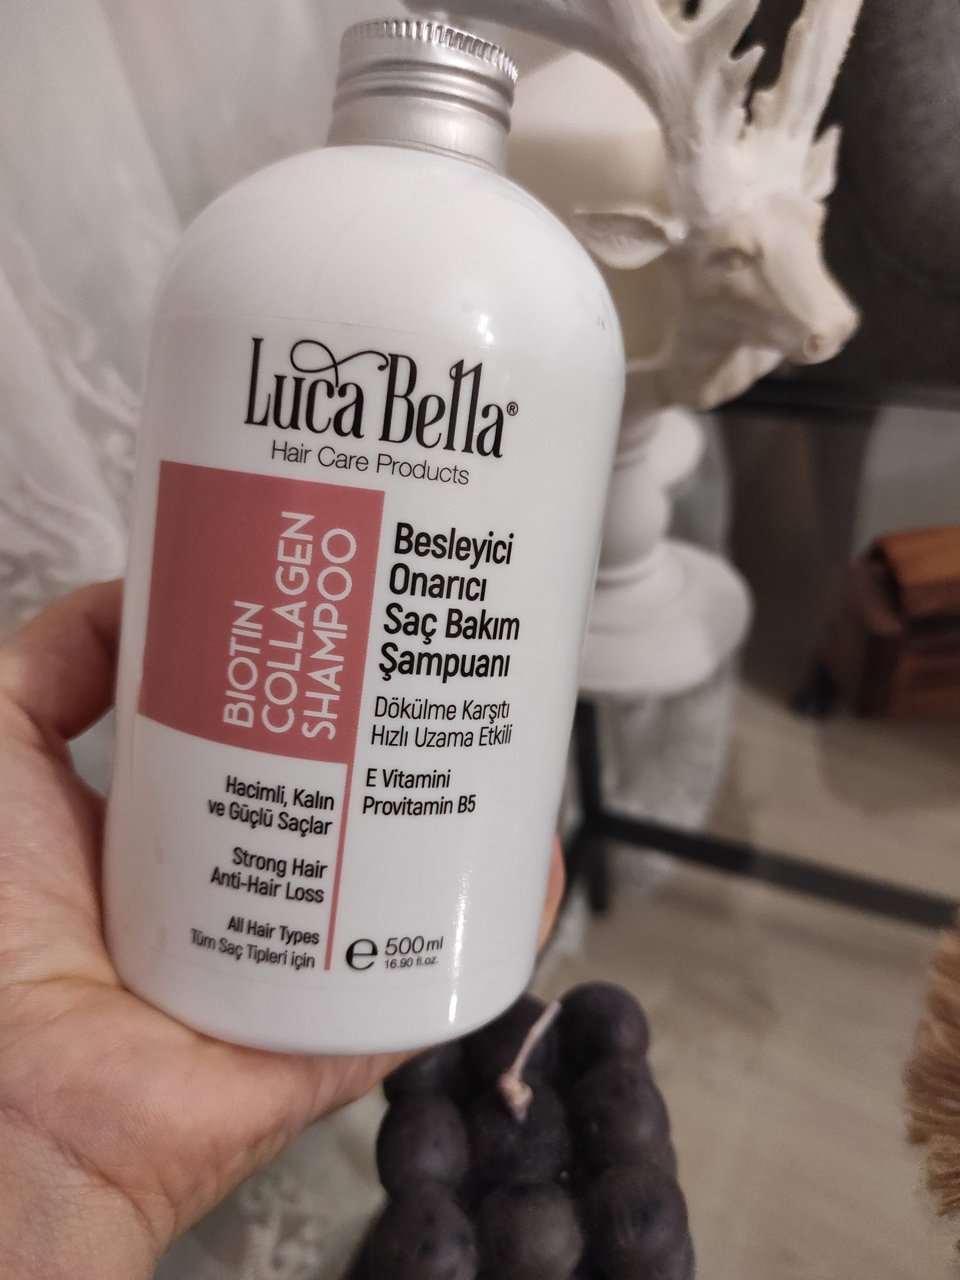 Luca Bella®
Hair Care Products
BIOTIN
COLLAGEN
SHAMPOO
Besleyici
Onarıcı
Saç Bakım
Şampuanı
Dökülme Karşıtı
Hızlı Uzama Etkili
E Vitamini
Provitamin B5
Hacimli, Kalın
ve Güçlü Saçlar
Strong Hair
Anti-Hair Loss
All Hair Types
Tüm Saç Tipleri için
e 500 ml
16.90 fl.oz.